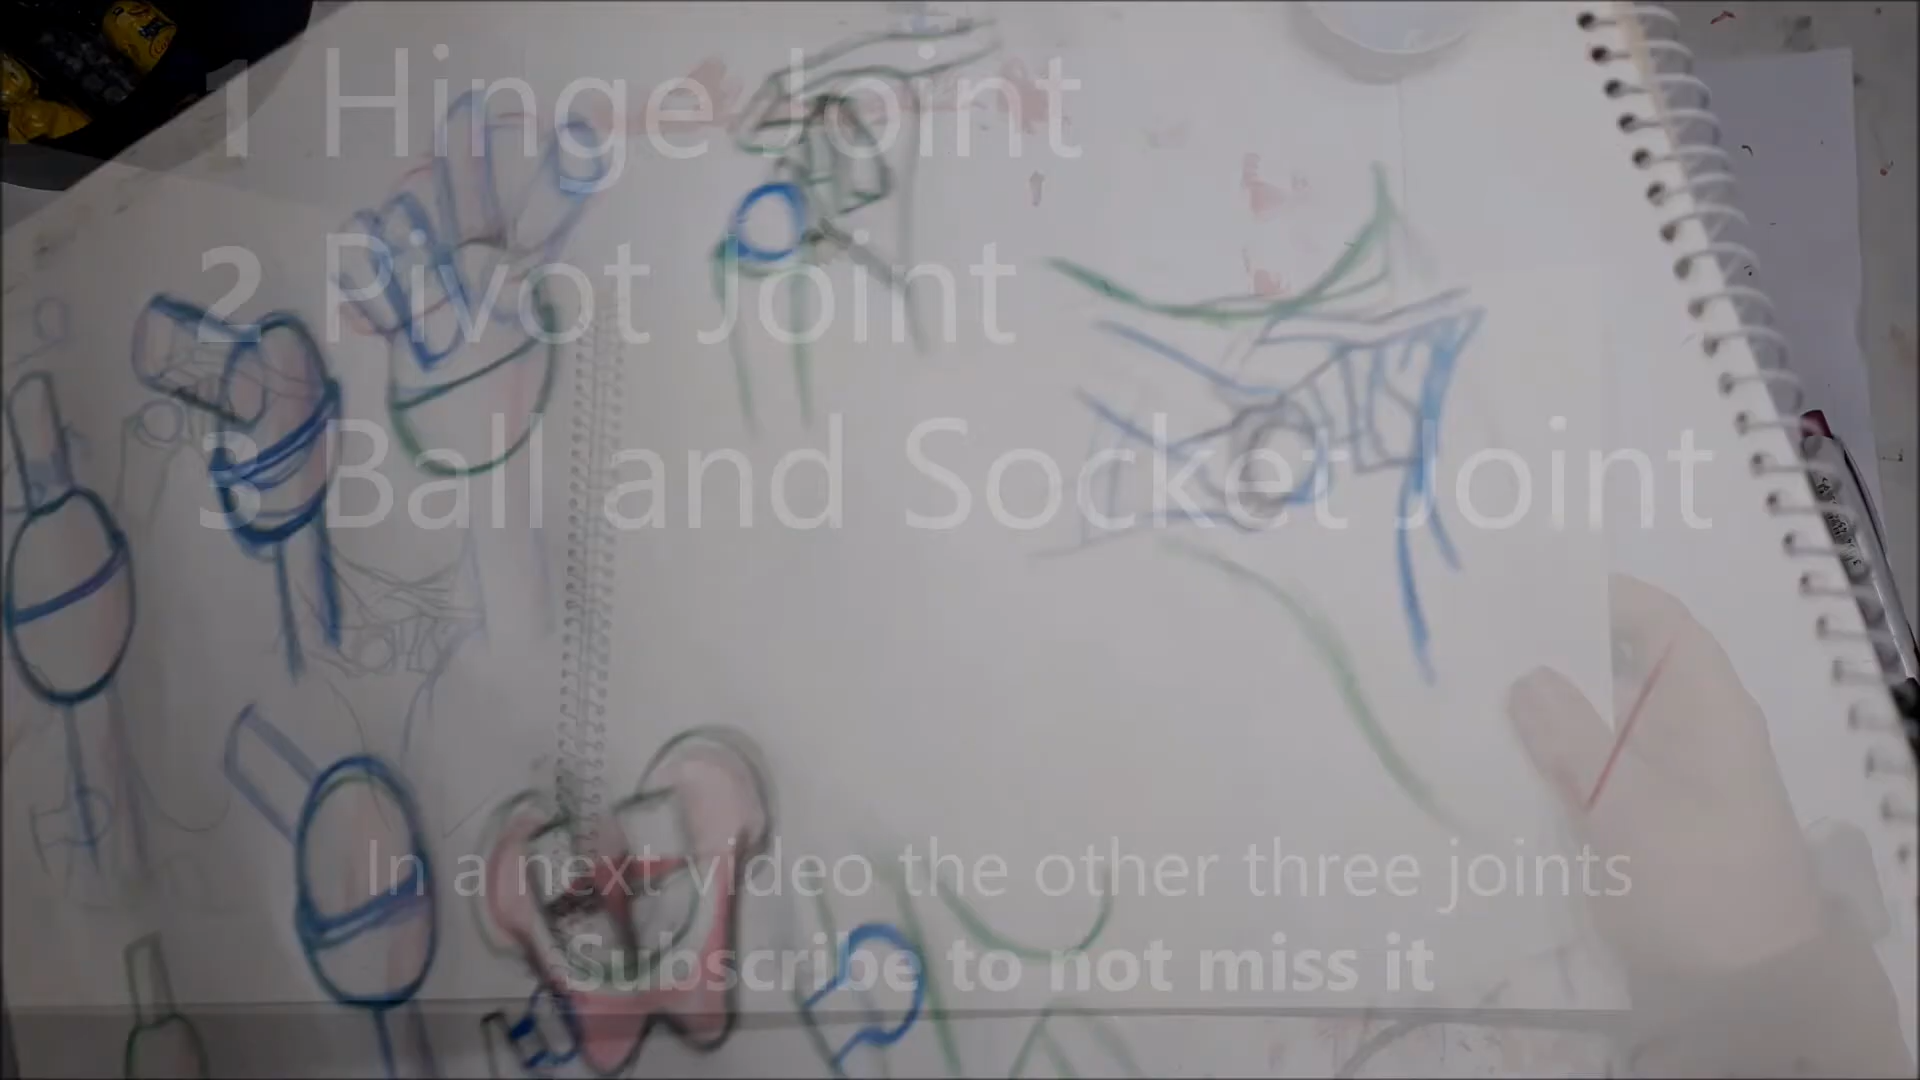 1 Hinge Joint
2 Pivot Joint
3 Ball and Socket Joint
In a next video the other three joints
Subscribe to not miss it